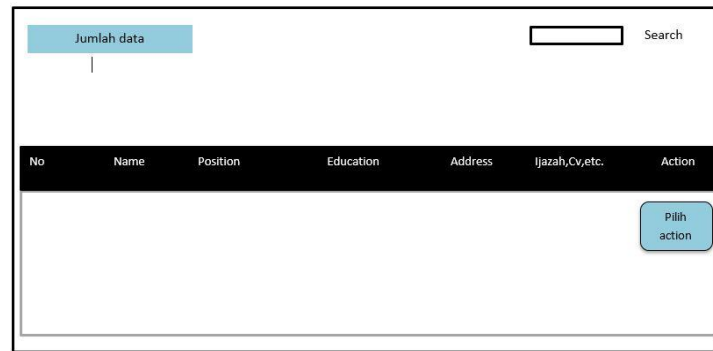 Jumlah data
Search
No Name Position Education Address Ijazah,Cv,etc. Action
Pilih
action